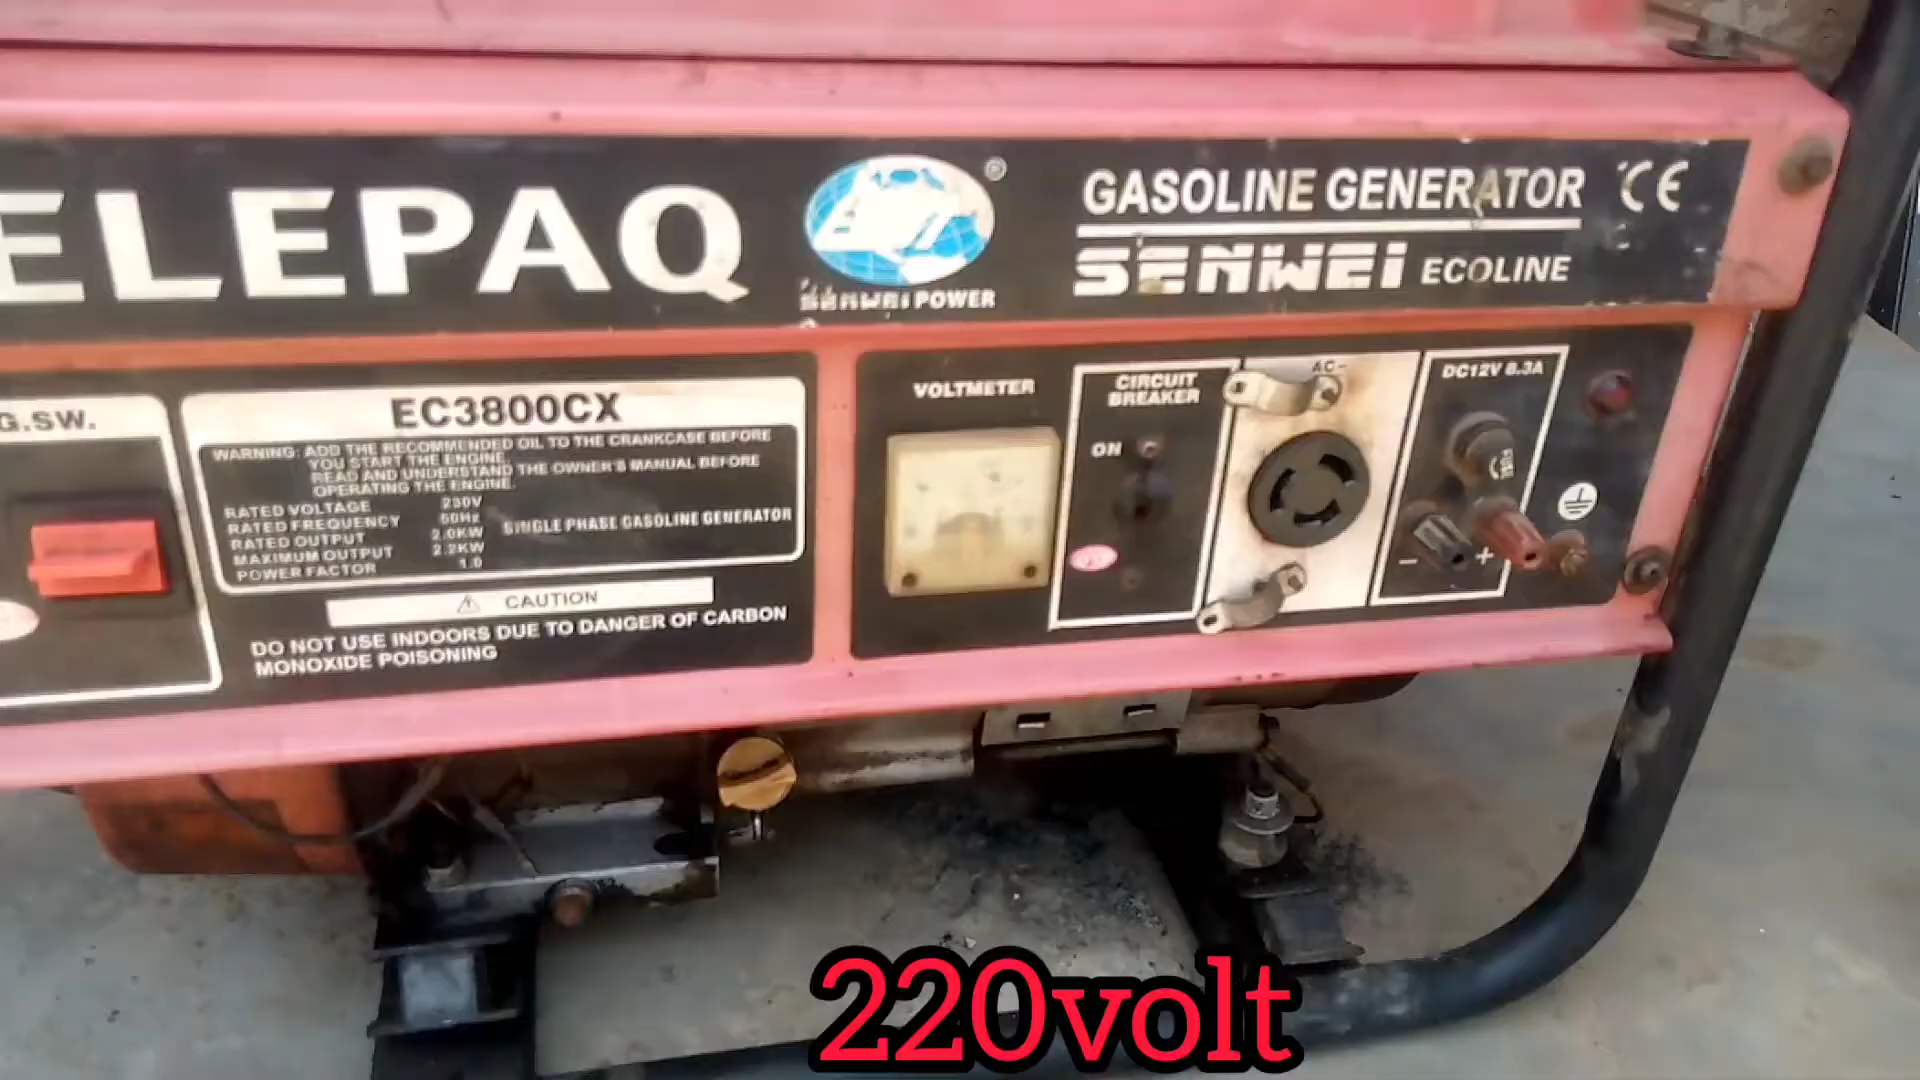 ELEPAQ
®
SENWEI POWER
GASOLINE GENERATOR CE
SENWEI ECOLINE
G.SW.
EC3800CX
WARNING: ADD THE RECOMMENDED OIL TO THE CRANKCASE BEFORE
YOU START THE ENGINE.
READ AND UNDERSTAND THE OWNER'S MANUAL BEFORE
OPERATING THE ENGINE.
RATED VOLTAGE 230V
RATED FREQUENCY 50Hz
RATED OUTPUT 2.0KW
MAXIMUM OUTPUT 2.2KW
POWER FACTOR 1.0
SINGLE PHASE GASOLINE GENERATOR
CAUTION
DO NOT USE INDOORS DUE TO DANGER OF CARBON
MONOXIDE POISONING
VOLTMETER
CIRCUIT
BREAKER
ON
AC~
DC12V 8.3A
- +
220volt